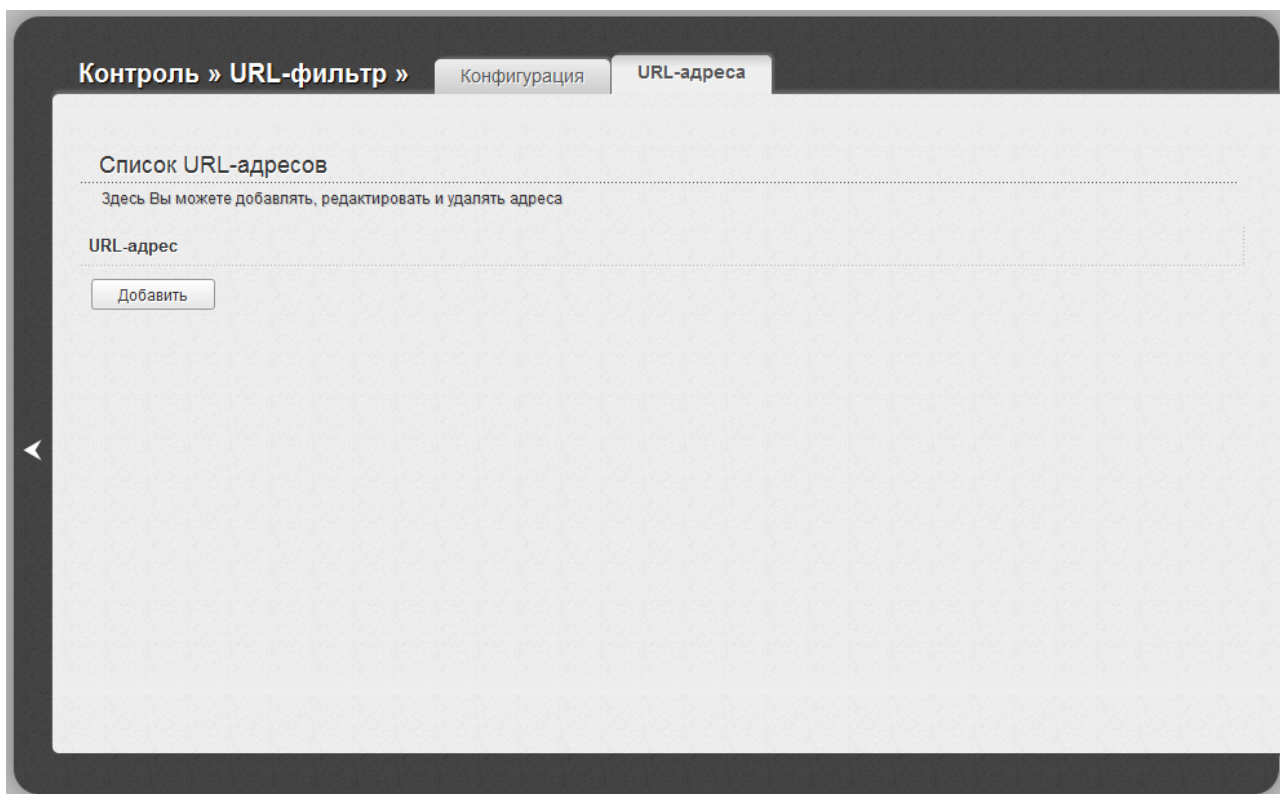 Контроль » URL-фильтр » Конфигурация URL-адреса
Список URL-адресов
Здесь Вы можете добавлять, редактировать и удалять адреса
URL-адрес
Добавить